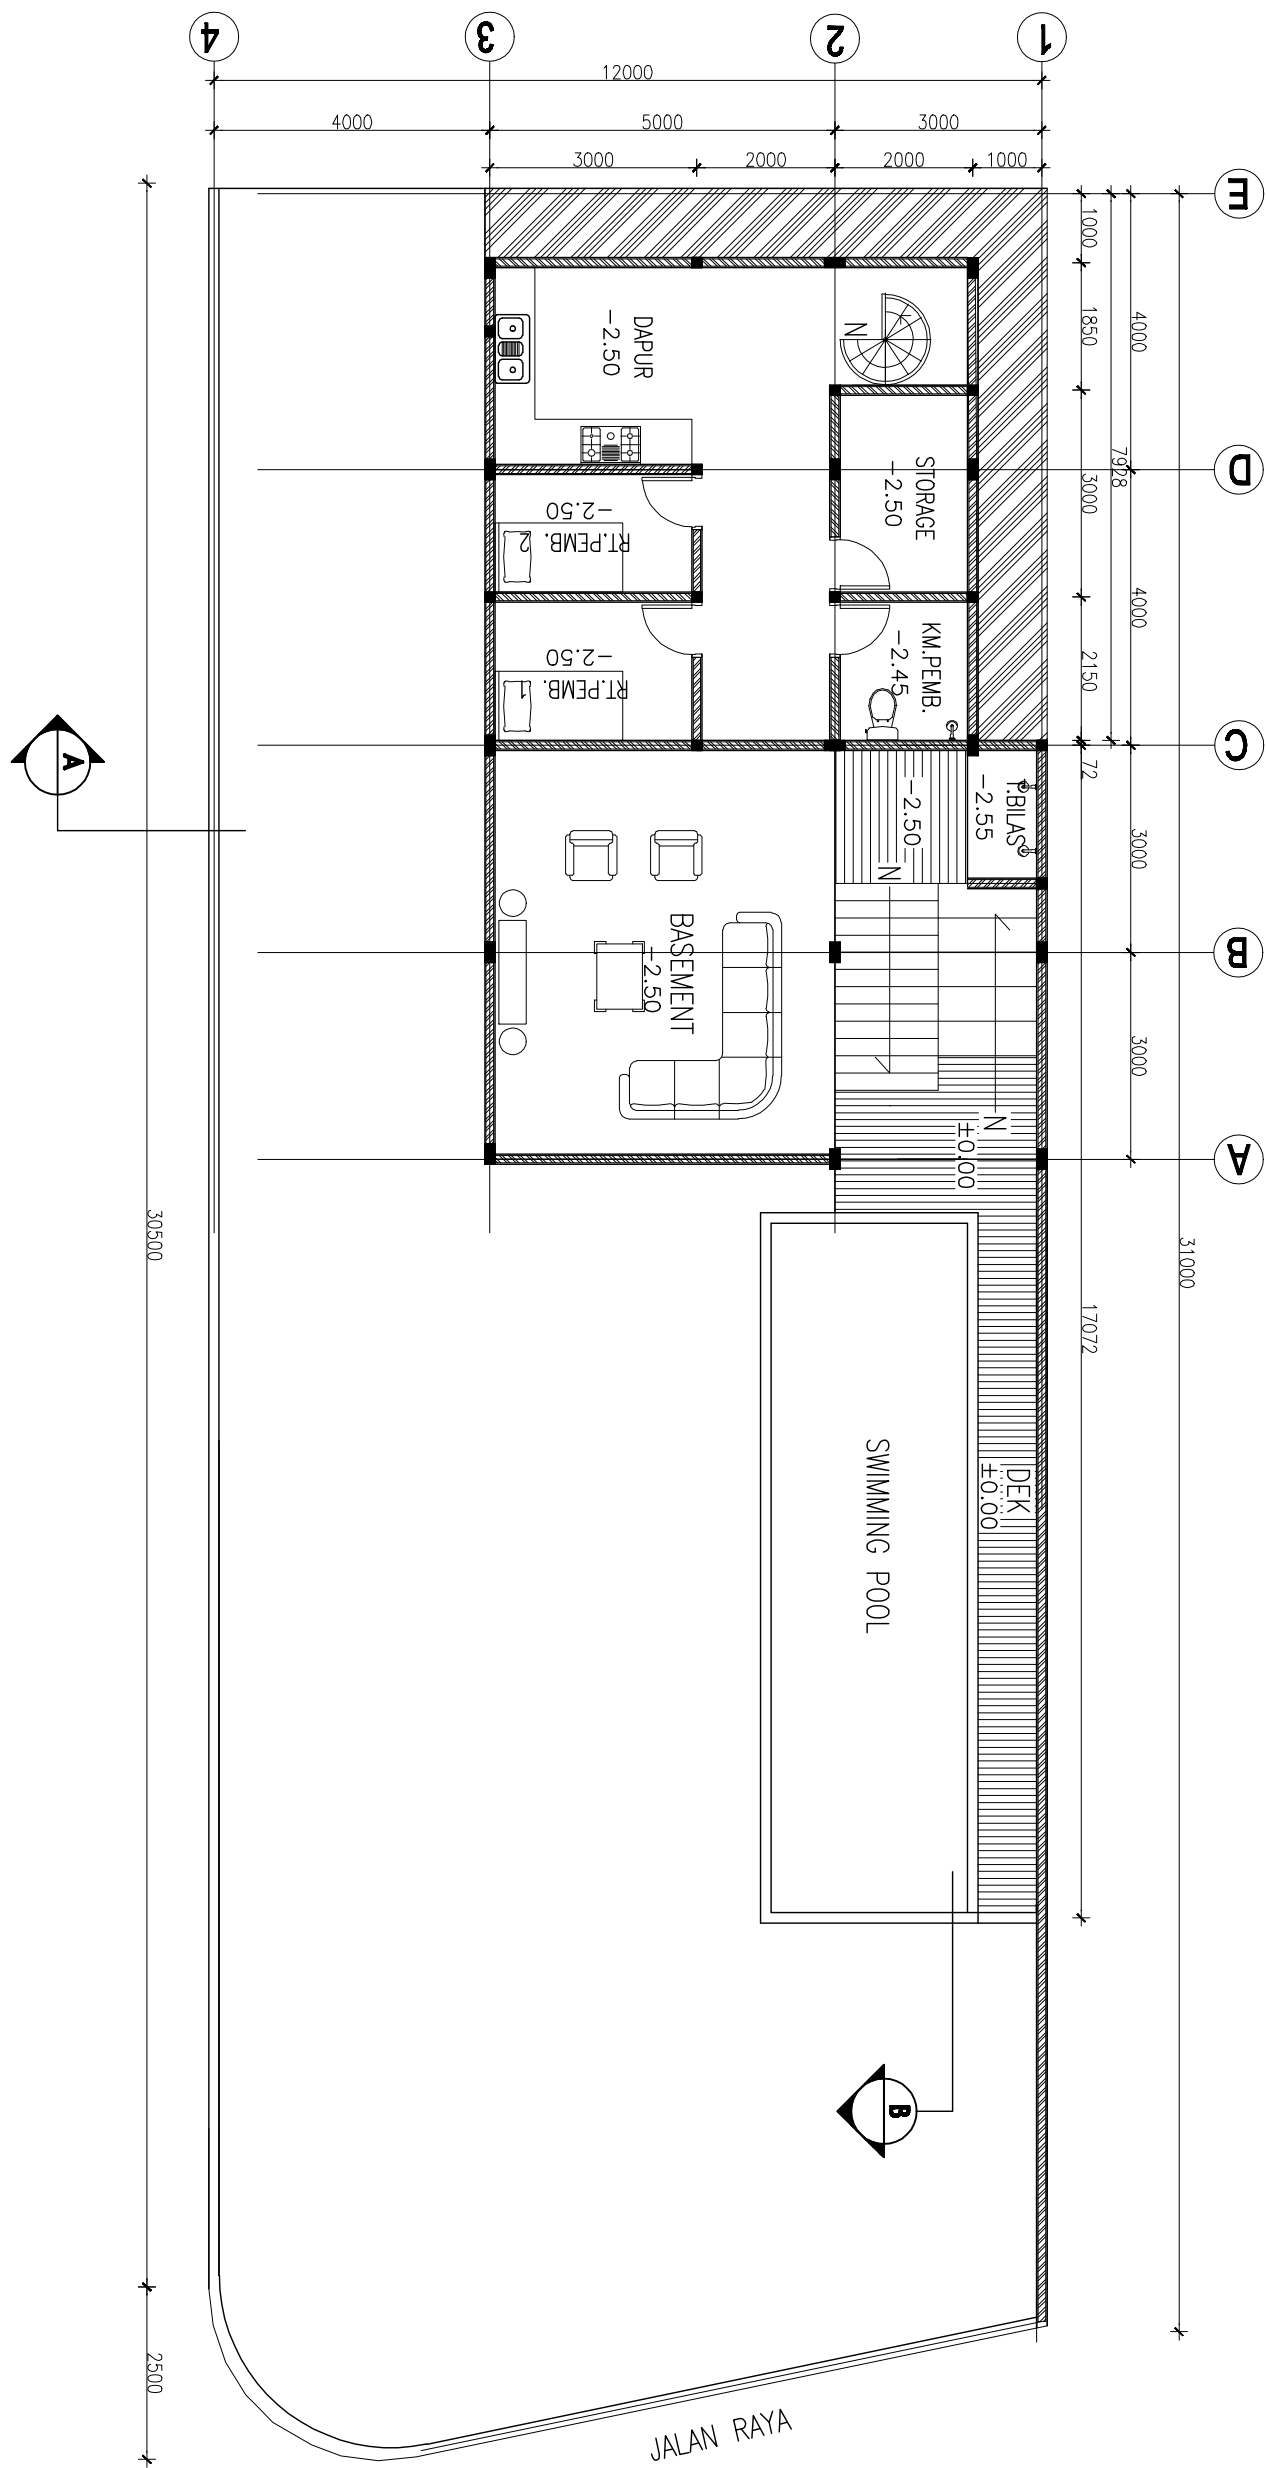 4
3
2
1
12000
4000
5000
3000
3000
2000
2000
1000
E
1000
1850
4000
7928
3000
D
4000
2150
C
72
3000
B
3000
A
31000
17072
30500
2500
DAPUR
-2.50
N
STORAGE
-2.50
RT.PEMB. 2
-2.50
RT.PEMB. 1
-2.50
KM.PEMB.
-2.45
T.BILAS
-2.55
-2.50
N
BASEMENT
-2.50
N
±0.00
SWIMMING POOL
DEK
±0.00
A
B
JALAN RAYA